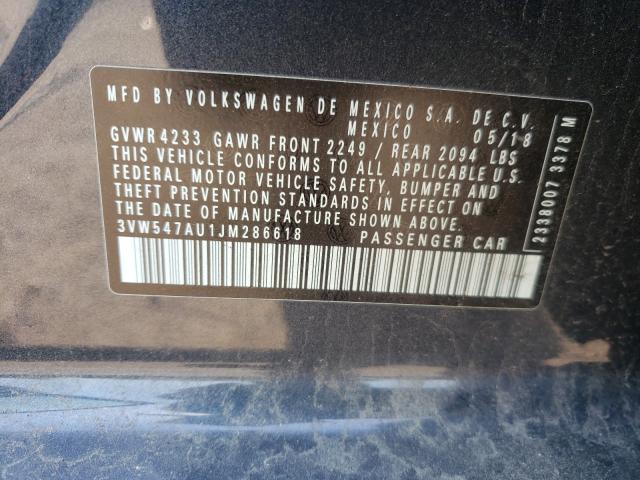 MFD BY VOLKSWAGEN DE MEXICO S.A. DE C.V.
MEXICO 05/18
GVWR 4233 GAWR FRONT 2249 / REAR 2094 LBS
THIS VEHICLE CONFORMS TO ALL APPLICABLE U.S.
FEDERAL MOTOR VEHICLE SAFETY, BUMPER AND
THEFT PREVENTION STANDARDS IN EFFECT ON
THE DATE OF MANUFACTURE SHOWN ABOVE.
3VW547AU1JM286618 PASSENGER CAR
2338007 3378 M